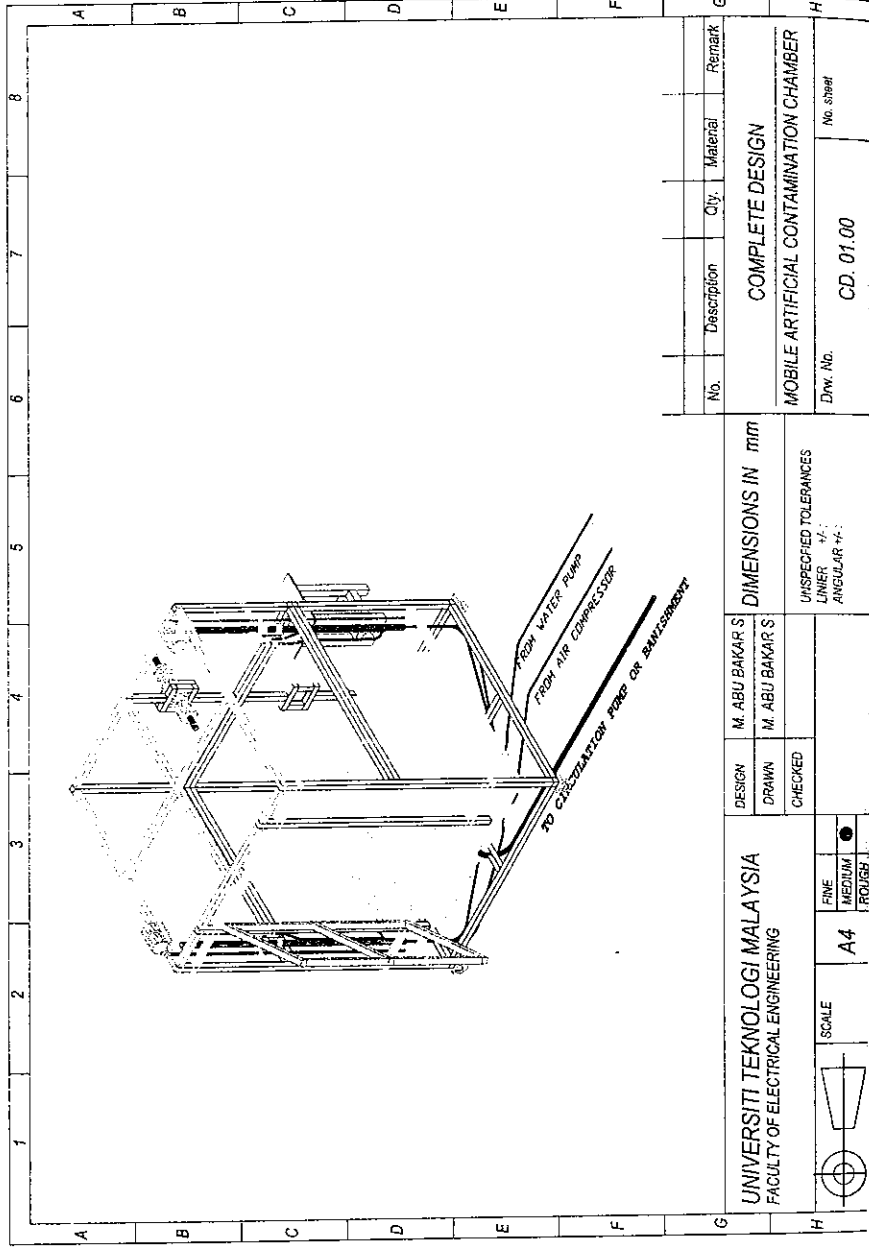 1 2 3 4 5 6 7 8
A
B
C
D
E
F
G
H
A
B
C
D
E
F
G
H
FROM WATER PUMP
FROM AIR COMPRESSOR
TO CIRCULATION PUMP OR BANISHMENT
No. Description Qty. Material Remark
UNIVERSITI TEKNOLOGI MALAYSIA
FACULTY OF ELECTRICAL ENGINEERING
DESIGN M. ABU BAKAR S
DRAWN M. ABU BAKAR S
CHECKED
DIMENSIONS IN mm
UNSPECIFIED TOLERANCES
LINIER +/- :
ANGULAR +/- :
COMPLETE DESIGN
MOBILE ARTIFICIAL CONTAMINATION CHAMBER
Drw. No.
CD. 01.00
No. sheet
SCALE
A4
FINE
MEDIUM
ROUGH